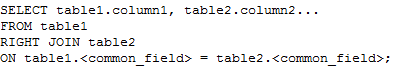 SELECT table1.column1, table2.column2...
FROM table1
RIGHT JOIN table2
ON table1.<common_field> = table2.<common_field>;